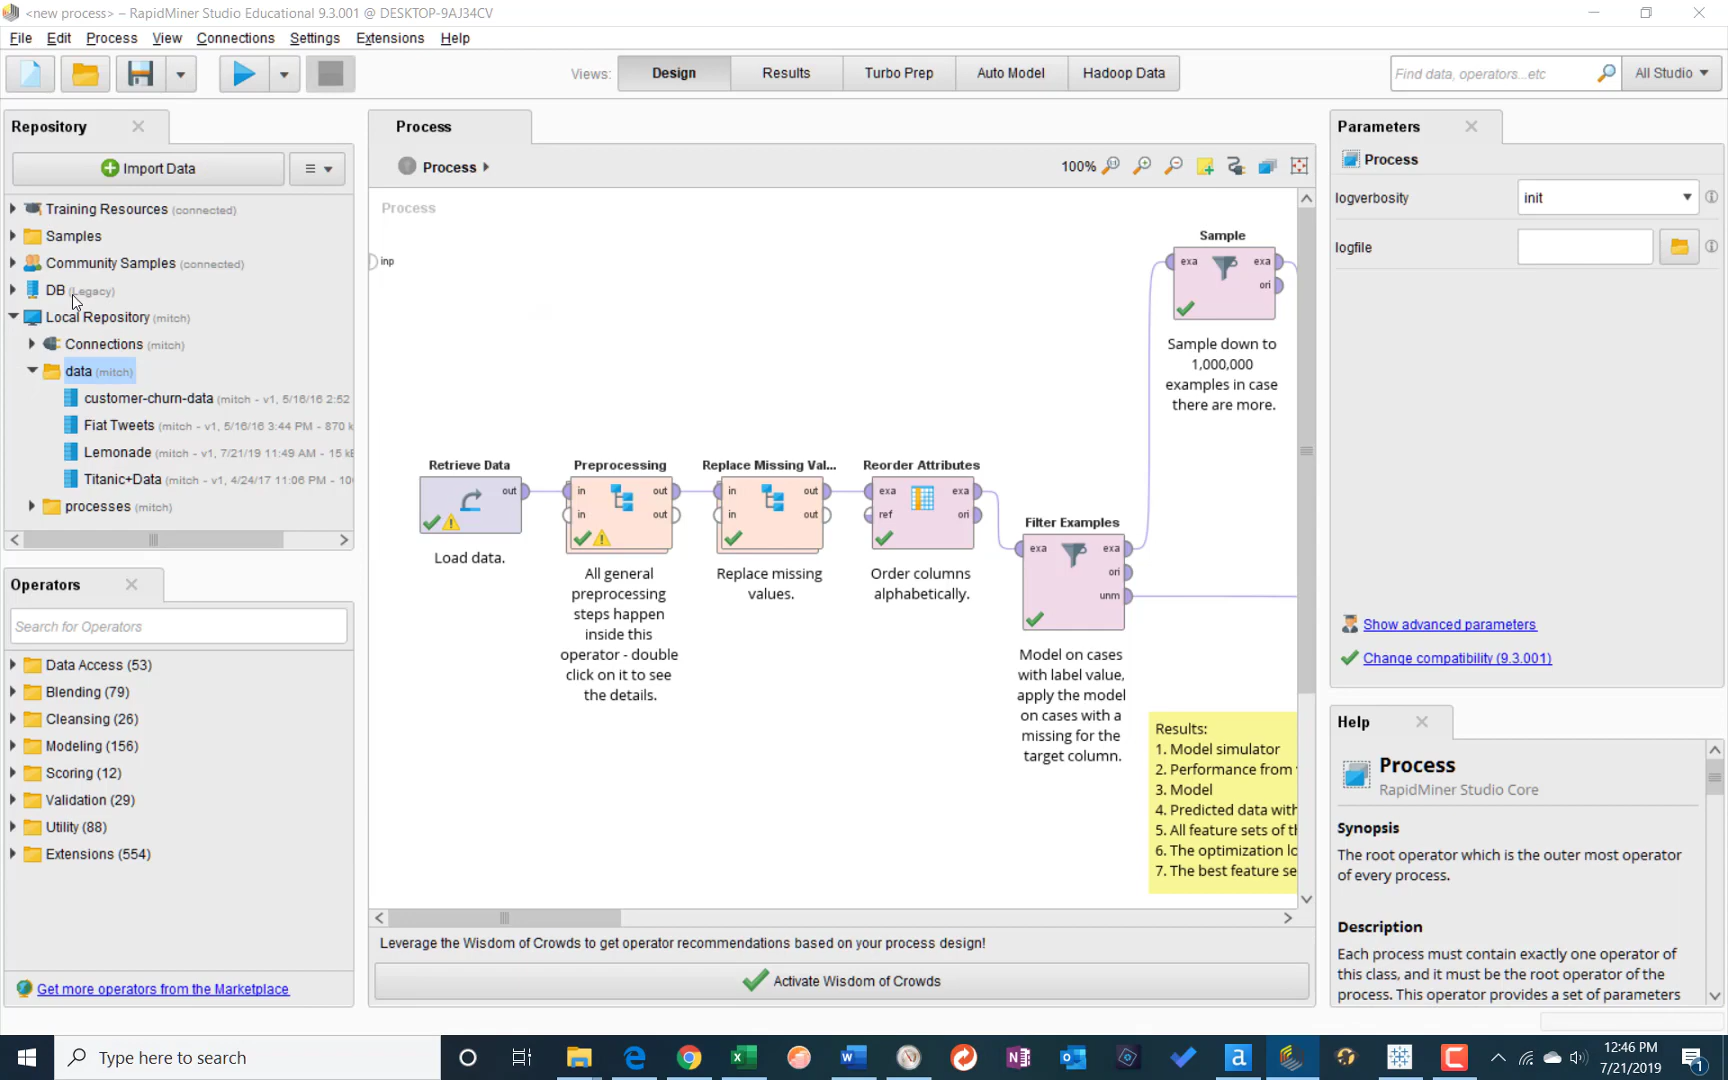 <new process> – RapidMiner Studio Educational 9.3.001 @ DESKTOP-9AJ34CV
File Edit Process View Connections Settings Extensions Help
Views: Design Results Turbo Prep Auto Model Hadoop Data
Find data, operators...etc All Studio
Repository
Import Data
Training Resources (connected)
Samples
Community Samples (connected)
DB (Legacy)
Local Repository (mitch)
Connections (mitch)
data (mitch)
customer-churn-data (mitch - v1, 5/16/16 2:52
Fiat Tweets (mitch - v1, 5/16/16 3:44 PM - 870 k
Lemonade (mitch - v1, 7/21/19 11:49 AM - 15 kB
Titanic+Data (mitch - v1, 4/24/17 11:06 PM - 10
processes (mitch)
Operators
Search for Operators
Data Access (53)
Blending (79)
Cleansing (26)
Modeling (156)
Scoring (12)
Validation (29)
Utility (88)
Extensions (554)
Get more operators from the Marketplace
Process
Process
100%
Process
inp
Sample
exa exa
ori
Sample down to
1,000,000
examples in case
there are more.
Retrieve Data
out
Load data.
Preprocessing
in out
in out
All general
preprocessing
steps happen
inside this
operator - double
click on it to see
the details.
Replace Missing Val...
in out
in out
Replace missing
values.
Reorder Attributes
exa exa
ref ori
Order columns
alphabetically.
Filter Examples
exa exa
ori
unm
Model on cases
with label value,
apply the model
on cases with a
missing for the
target column.
Results:
1. Model simulator
2. Performance from
3. Model
4. Predicted data with
5. All feature sets of th
6. The optimization lo
7. The best feature se
Leverage the Wisdom of Crowds to get operator recommendations based on your process design!
Activate Wisdom of Crowds
Parameters
Process
logverbosity init
logfile
Show advanced parameters
Change compatibility (9.3.001)
Help
Process
RapidMiner Studio Core
Synopsis
The root operator which is the outer most operator
of every process.
Description
Each process must contain exactly one operator of
this class, and it must be the root operator of the
process. This operator provides a set of parameters
Type here to search
12:46 PM
7/21/2019
1